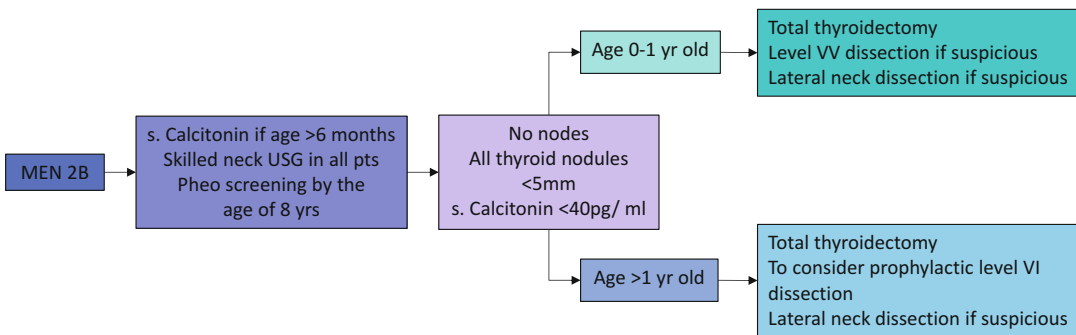 MEN 2B
s. Calcitonin if age >6 months
Skilled neck USG in all pts
Pheo screening by the
age of 8 yrs
No nodes
All thyroid nodules
<5mm
s. Calcitonin <40pg/ ml
Age 0-1 yr old
Total thyroidectomy
Level VV dissection if suspicious
Lateral neck dissection if suspicious
Age >1 yr old
Total thyroidectomy
To consider prophylactic level VI
dissection
Lateral neck dissection if suspicious